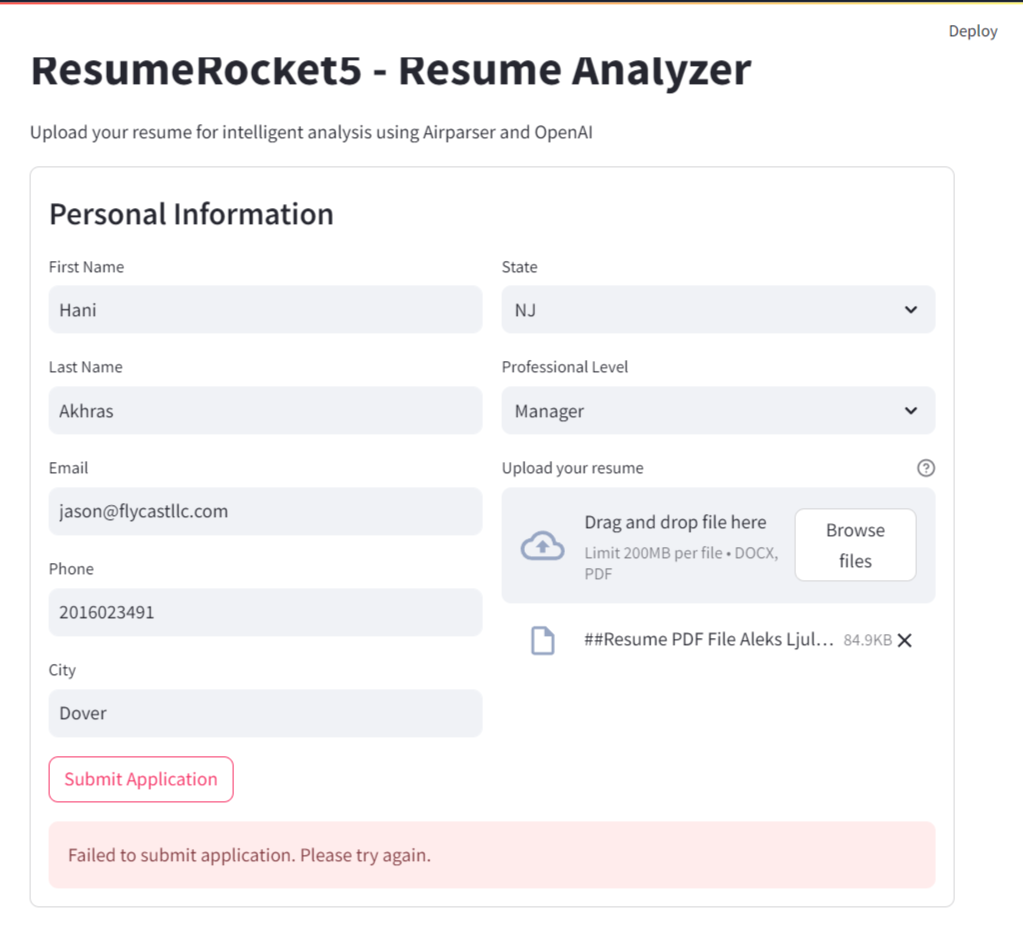 Deploy
ResumeRocket5 - Resume Analyzer
Upload your resume for intelligent analysis using Airparser and OpenAI
Personal Information
First Name
Hani
Last Name
Akhras
Email
jason@flycastllc.com
Phone
2016023491
City
Dover
State
NJ
Professional Level
Manager
Upload your resume
Drag and drop file here
Limit 200MB per file • DOCX,
PDF
Browse
files
##Resume PDF File Aleks Ljul... 84.9KB
Submit Application
Failed to submit application. Please try again.